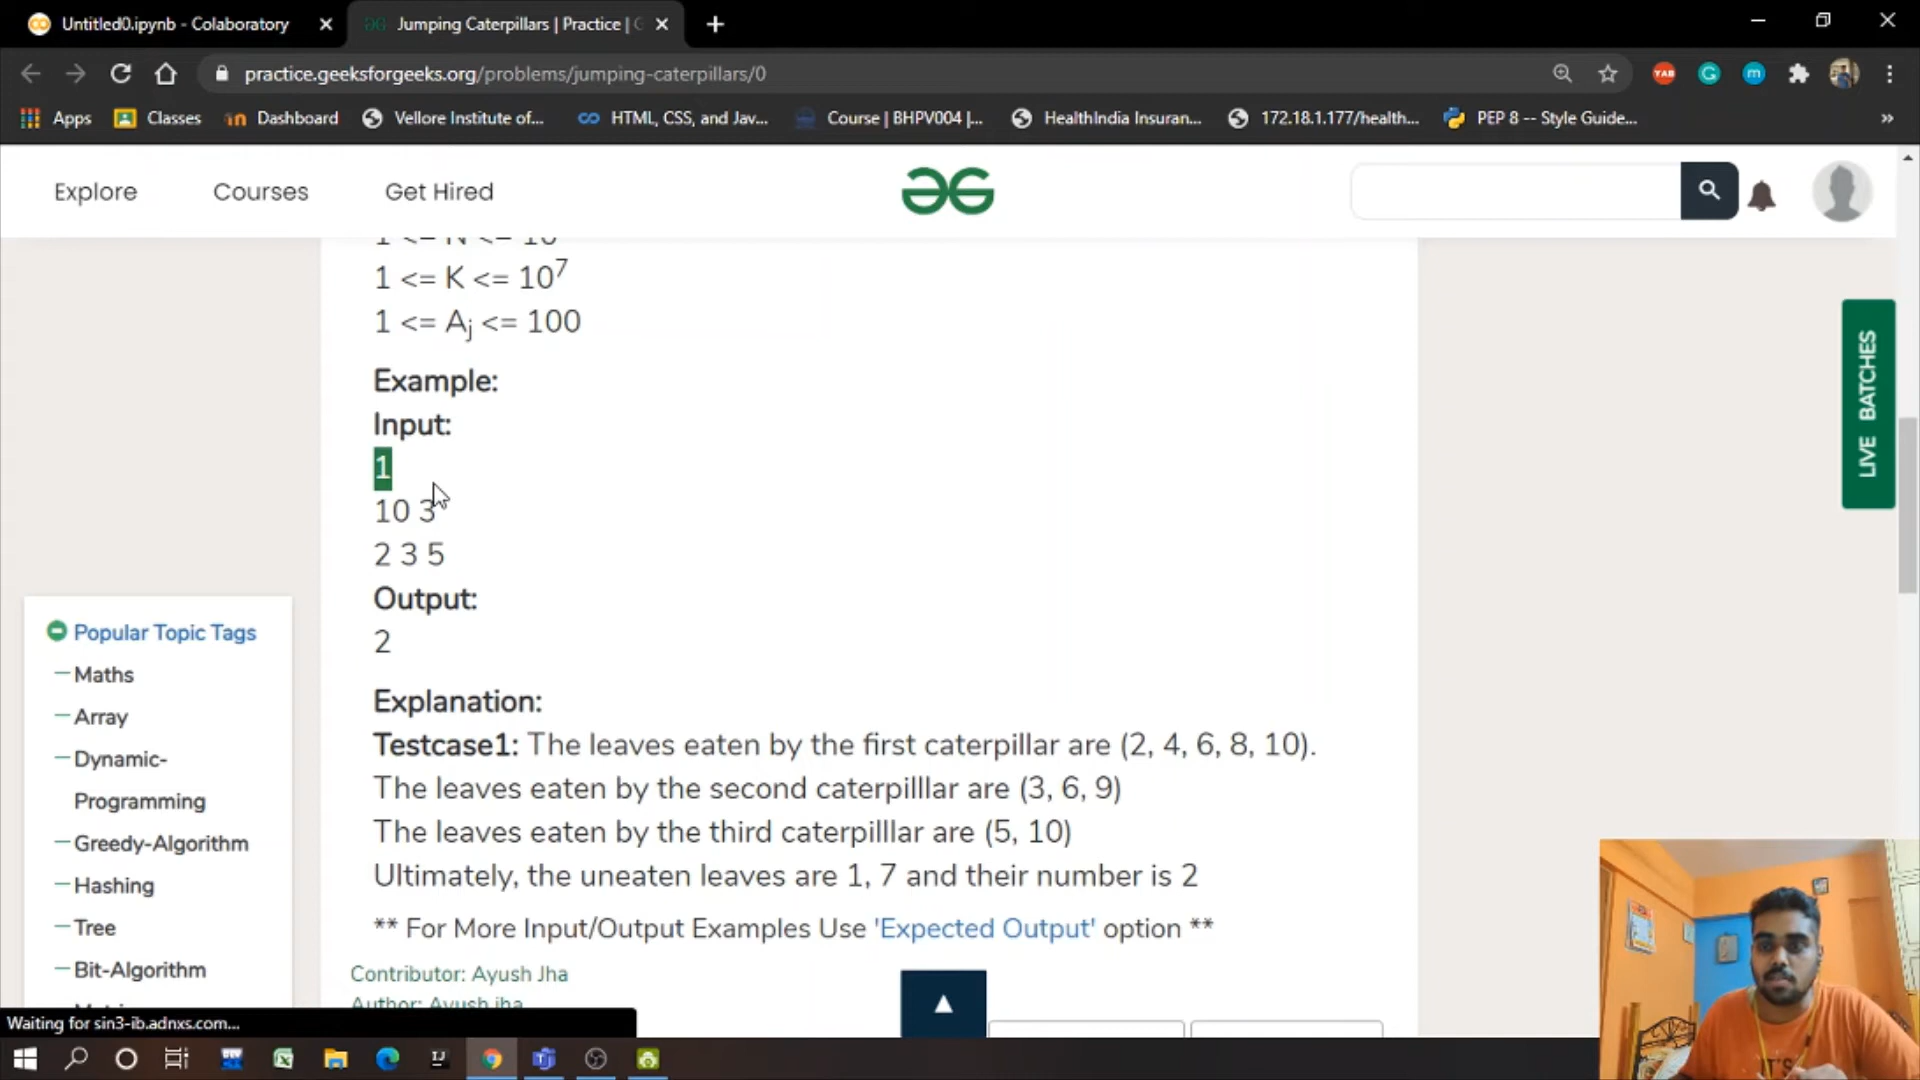 Untitled0.ipynb - Colaboratory
Jumping Caterpillars | Practice |
practice.geeksforgeeks.org/problems/jumping-caterpillars/0
Apps
Classes
Dashboard
Vellore Institute of...
HTML, CSS, and Jav...
Course | BHPV004 |...
HealthIndia Insuran...
172.18.1.177/health...
PEP 8 -- Style Guide...
»
Explore
Courses
Get Hired
1 <= N <= 10
1 <= K <= 10⁷
1 <= Aⱼ <= 100
Example:
Input:
1
10 3
2 3 5
Output:
2
Explanation:
Testcase1: The leaves eaten by the first caterpillar are (2, 4, 6, 8, 10).
The leaves eaten by the second caterpilllar are (3, 6, 9)
The leaves eaten by the third caterpilllar are (5, 10)
Ultimately, the uneaten leaves are 1, 7 and their number is 2
** For More Input/Output Examples Use 'Expected Output' option **
Contributor: Ayush Jha
Author: Ayush jha
LIVE BATCHES
Popular Topic Tags
Maths
Array
Dynamic-
Programming
Greedy-Algorithm
Hashing
Tree
Bit-Algorithm
Waiting for sin3-ib.adnxs.com...